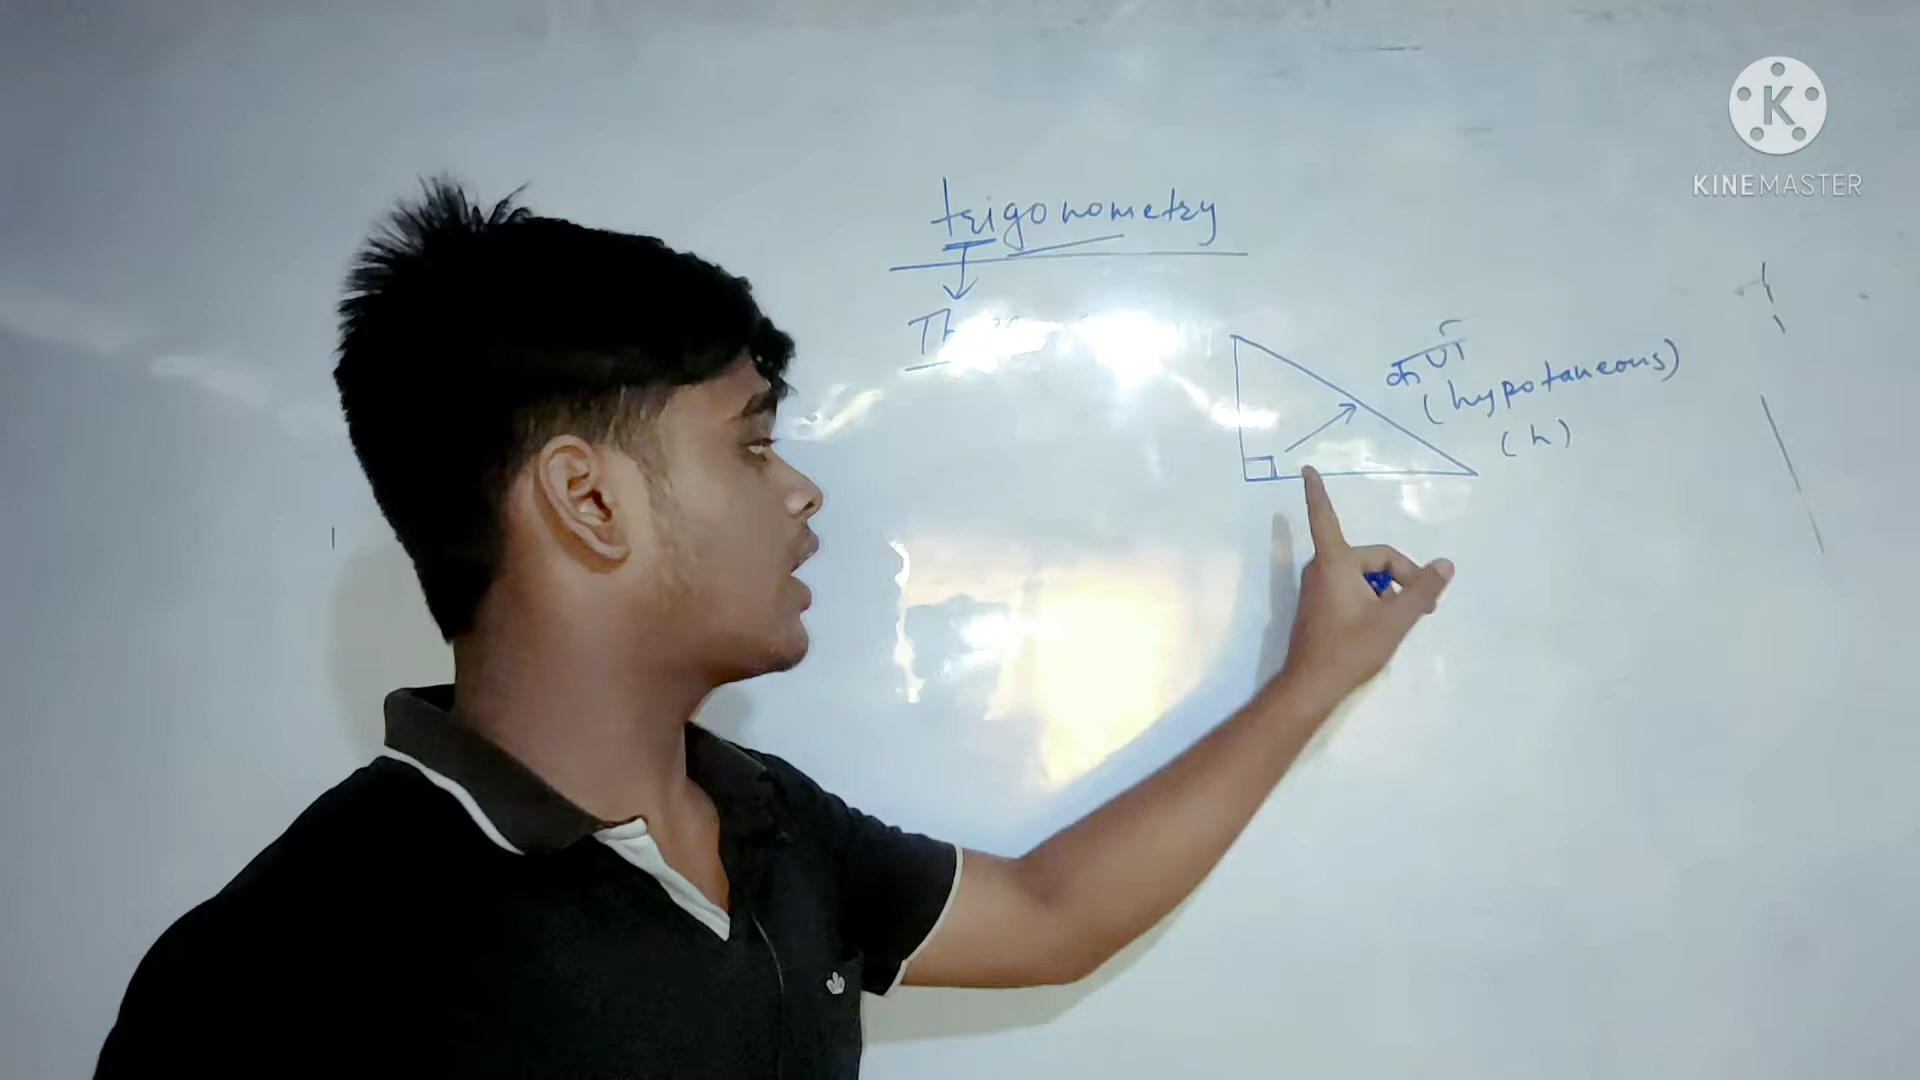 trigonometry
Th
कर्ण
(hypotaneous)
(h)
K
KINEMASTER